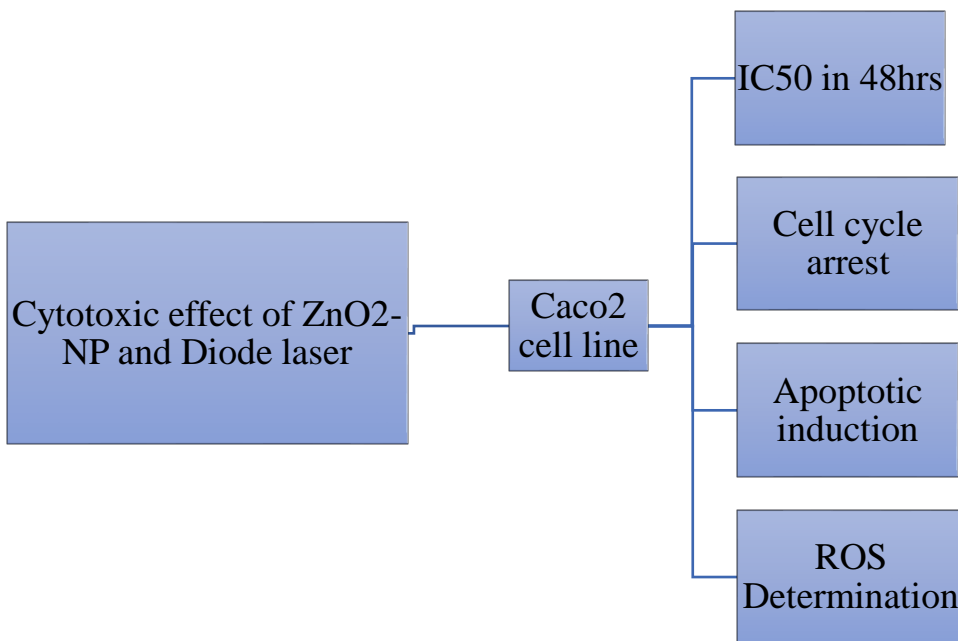 Cytotoxic effect of ZnO2-
NP and Diode laser
Caco2
cell line
IC50 in 48hrs
Cell cycle
arrest
Apoptotic
induction
ROS
Determination